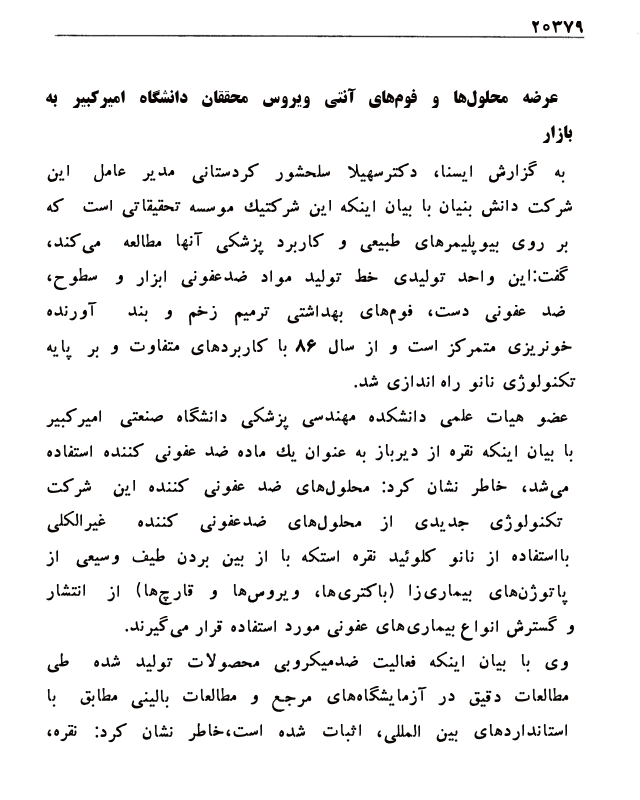 ۲۰۳۷۹
عرضه محلول‌ها و فوم‌های آنتی ویروس محققان دانشگاه امیرکبیر به
بازار
به گزارش ایسنا، دکترسهیلا سلحشور کردستانی مدیر عامل این
شرکت دانش بنیان با بیان اینکه این شرکتیك موسسه تحقیقاتی است که
بر روی بیوپلیمرهای طبیعی و کاربرد پزشکی آنها مطالعه می‌کند،
گفت:این واحد تولیدی خط تولید مواد ضدعفونی ابزار و سطوح،
ضد عفونی دست، فوم‌های بهداشتی ترمیم زخم و بند آورنده
خونریزی متمرکز است و از سال ۸۶ با کاربردهای متفاوت و بر پایه
تکنولوژی نانو راه اندازی شد.
عضو هیات علمی دانشکده مهندسی پزشکی دانشگاه صنعتی امیرکبیر
با بیان اینکه نقره از دیرباز به عنوان یك ماده ضد عفونی کننده استفاده
می‌شد، خاطر نشان کرد: محلول‌های ضد عفونی کننده این شرکت
تکنولوژی جدیدی از محلول‌های ضدعفونی کننده غیرالکلی
بااستفاده از نانو کلوئید نقره استکه با از بین بردن طیف وسیعی از
پاتوژن‌های بیماری‌زا (باکتری‌ها، ویروس‌ها و قارچ‌ها) از انتشار
و گسترش انواع بیماری‌های عفونی مورد استفاده قرار می‌گیرند.
وی با بیان اینکه فعالیت ضدمیکروبی محصولات تولید شده طی
مطالعات دقیق در آزمایشگاه‌های مرجع و مطالعات بالینی مطابق با
استانداردهای بین المللی، اثبات شده است،خاطر نشان کرد: نقره،